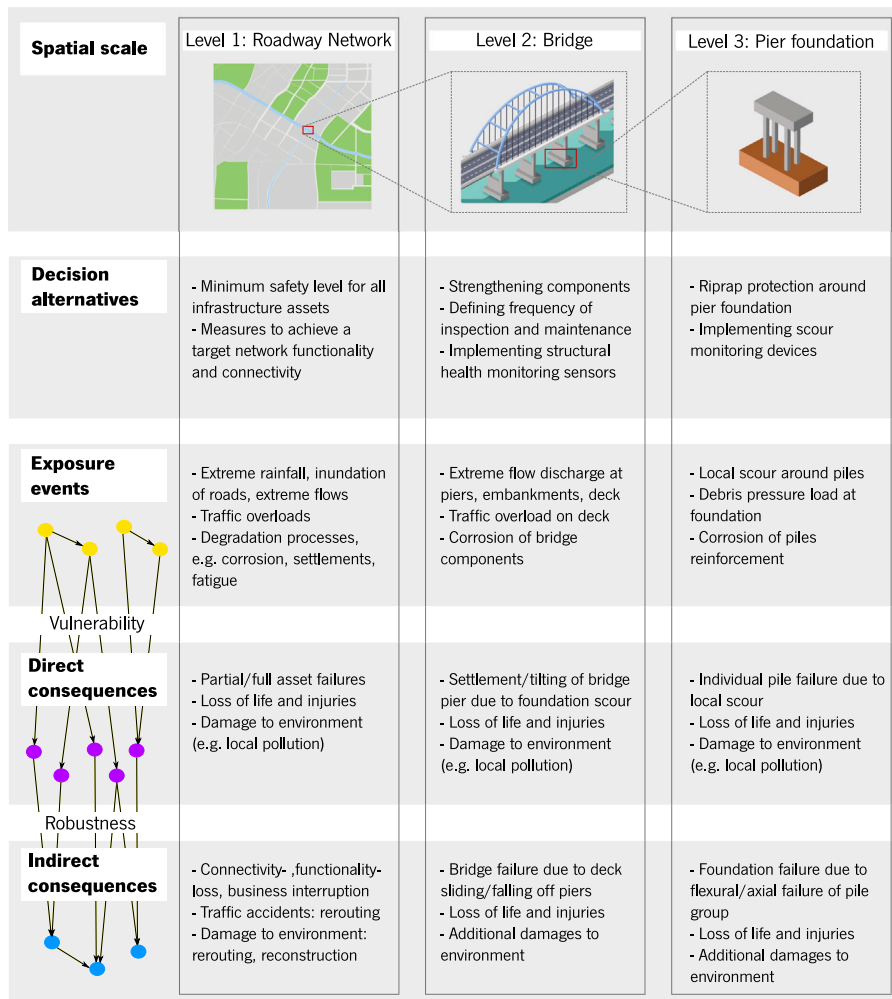 Spatial scale
Level 1: Roadway Network
Level 2: Bridge
Level 3: Pier foundation
Decision
alternatives
- Minimum safety level for all
infrastructure assets
- Measures to achieve a
target network functionality
and connectivity
- Strengthening components
- Defining frequency of
inspection and maintenance
- Implementing structural
health monitoring sensors
- Riprap protection around
pier foundation
- Implementing scour
monitoring devices
Exposure
events
- Extreme rainfall, inundation
of roads, extreme flows
- Traffic overloads
- Degradation processes,
e.g. corrosion, settlements,
fatigue
- Extreme flow discharge at
piers, embankments, deck
- Traffic overload on deck
- Corrosion of bridge
components
- Local scour around piles
- Debris pressure load at
foundation
- Corrosion of piles
reinforcement
Vulnerability
Direct
consequences
- Partial/full asset failures
- Loss of life and injuries
- Damage to environment
(e.g. local pollution)
- Settlement/tilting of bridge
pier due to foundation scour
- Loss of life and injuries
- Damage to environment
(e.g. local pollution)
- Individual pile failure due to
local scour
- Loss of life and injuries
- Damage to environment
(e.g. local pollution)
Robustness
Indirect
consequences
- Connectivity- ,functionality-
loss, business interruption
- Traffic accidents: rerouting
- Damage to environment:
rerouting, reconstruction
- Bridge failure due to deck
sliding/falling off piers
- Loss of life and injuries
- Additional damages to
environment
- Foundation failure due to
flexural/axial failure of pile
group
- Loss of life and injuries
- Additional damages to
environment